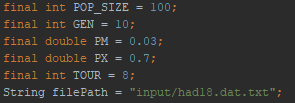 final int POP_SIZE = 100;
final int GEN = 10;
final double PM = 0.03;
final double PX = 0.7;
final int TOUR = 8;
String filePath = "input/had18.dat.txt";